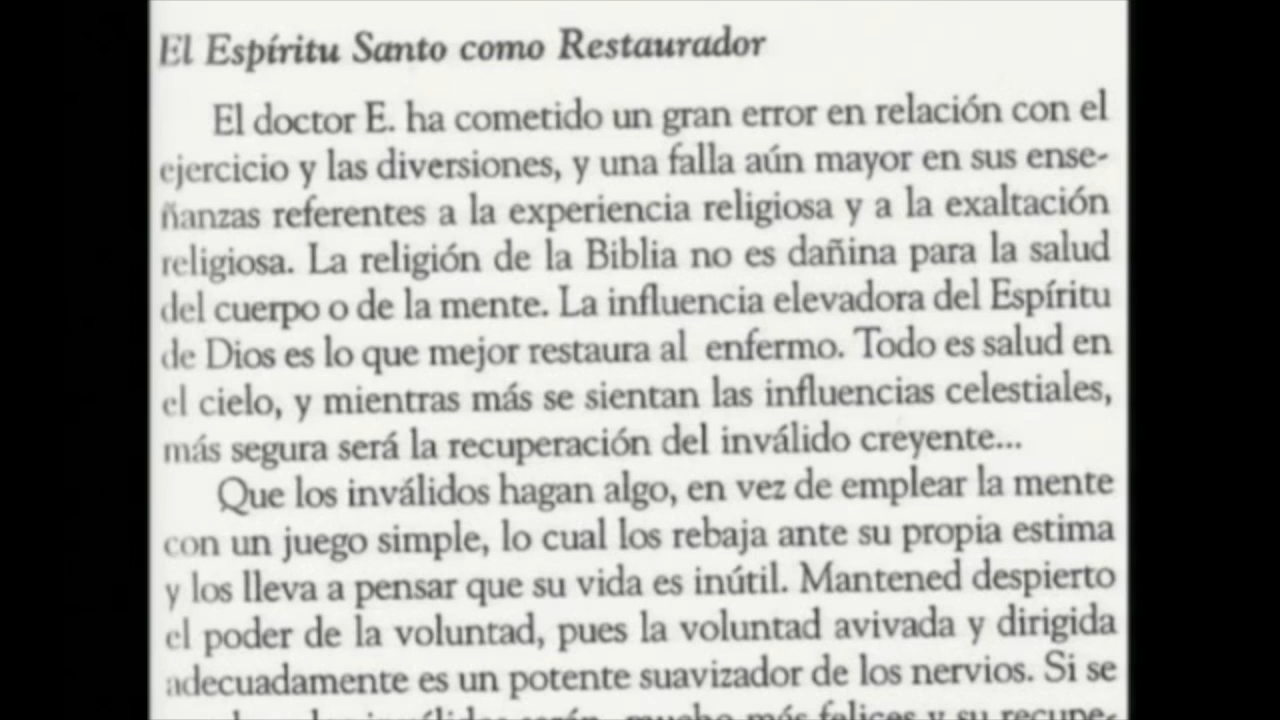 El Espíritu Santo como Restaurador
El doctor E. ha cometido un gran error en relación con el
ejercicio y las diversiones, y una falla aún mayor en sus ense-
ñanzas referentes a la experiencia religiosa y a la exaltación
religiosa. La religión de la Biblia no es dañina para la salud
del cuerpo o de la mente. La influencia elevadora del Espíritu
de Dios es lo que mejor restaura al enfermo. Todo es salud en
el cielo, y mientras más se sientan las influencias celestiales,
más segura será la recuperación del inválido creyente...
Que los inválidos hagan algo, en vez de emplear la mente
con un juego simple, lo cual los rebaja ante su propia estima
y los lleva a pensar que su vida es inútil. Mantened despierto
el poder de la voluntad, pues la voluntad avivada y dirigida
adecuadamente es un potente suavizador de los nervios. Si se
mucho más felices y su recupe-